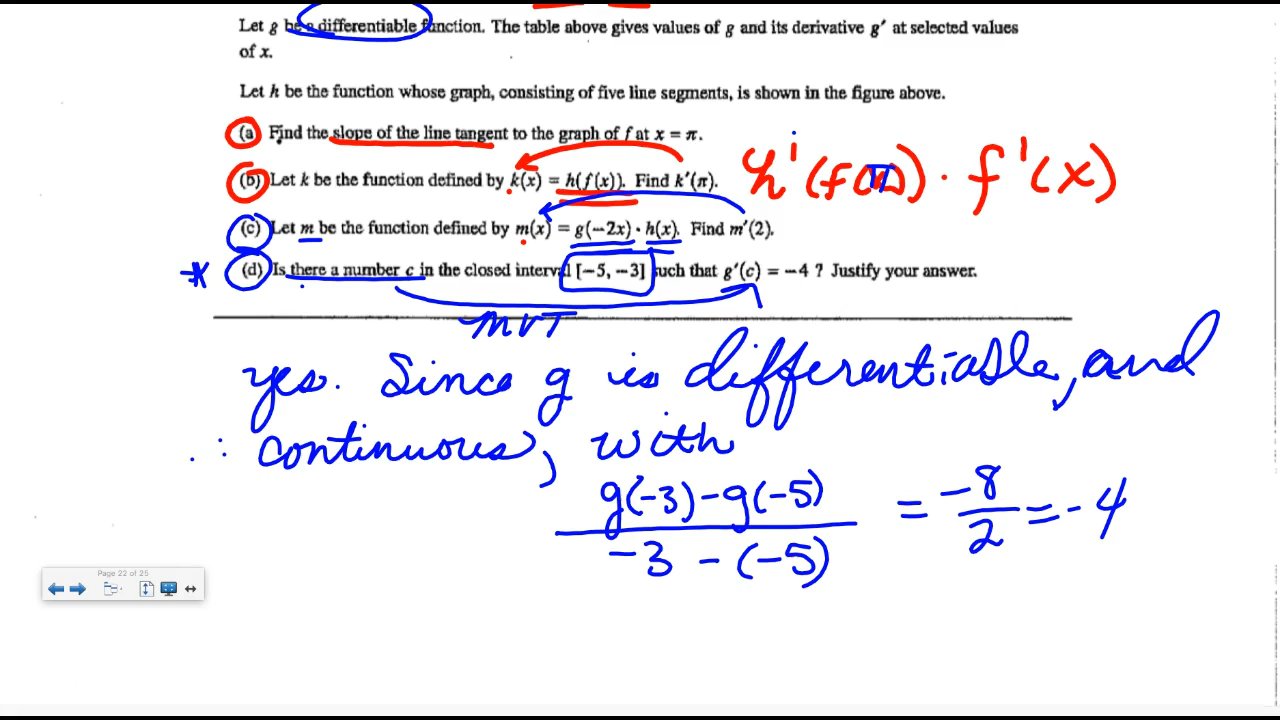 Let g be a differentiable function. The table above gives values of g and its derivative g′ at selected values
of x.
Let h be the function whose graph, consisting of five line segments, is shown in the figure above.
(a) Find the slope of the line tangent to the graph of f at x = π.
(b) Let k be the function defined by k(x) = h(f(x)). Find k′(π).
h'(f(π)) · f'(x)
(c) Let m be the function defined by m(x) = g(−2x) · h(x). Find m′(2).
* (d) Is there a number c in the closed interval [−5, −3] such that g′(c) = −4 ? Justify your answer.
MVT
yes. Since g is differentiable, and
∴ continuous, with
g(-3) - g(-5) / -3 - (-5) = -8/2 = -4
Page 22 of 25